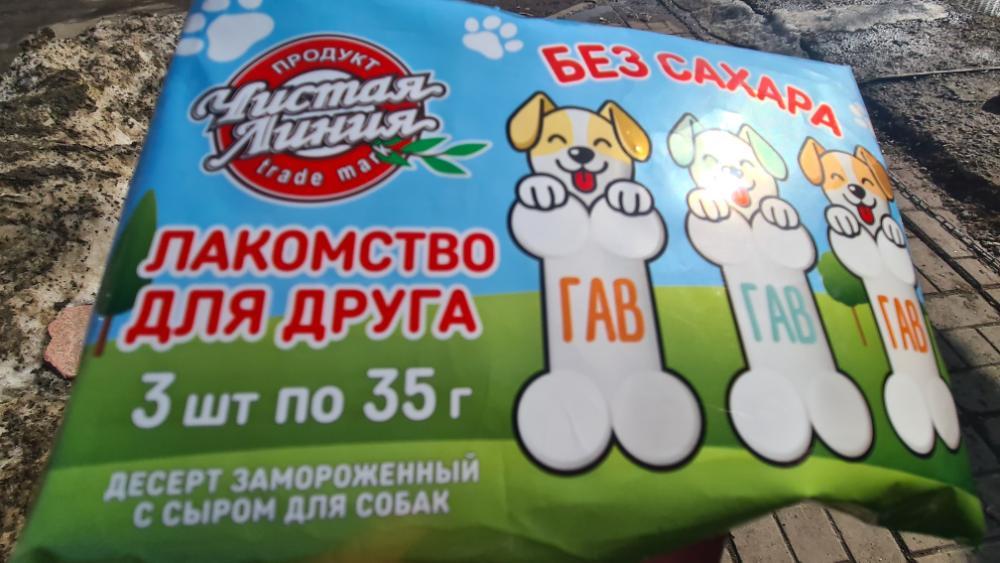 ПРОДУКТ
Чистая
Линия
trade mark
БЕЗ САХАРА
ЛАКОМСТВО
ДЛЯ ДРУГА
3 шт по 35 г
ДЕСЕРТ ЗАМОРОЖЕННЫЙ
С СЫРОМ ДЛЯ СОБАК
ГАВ
ГАВ
ГАВ